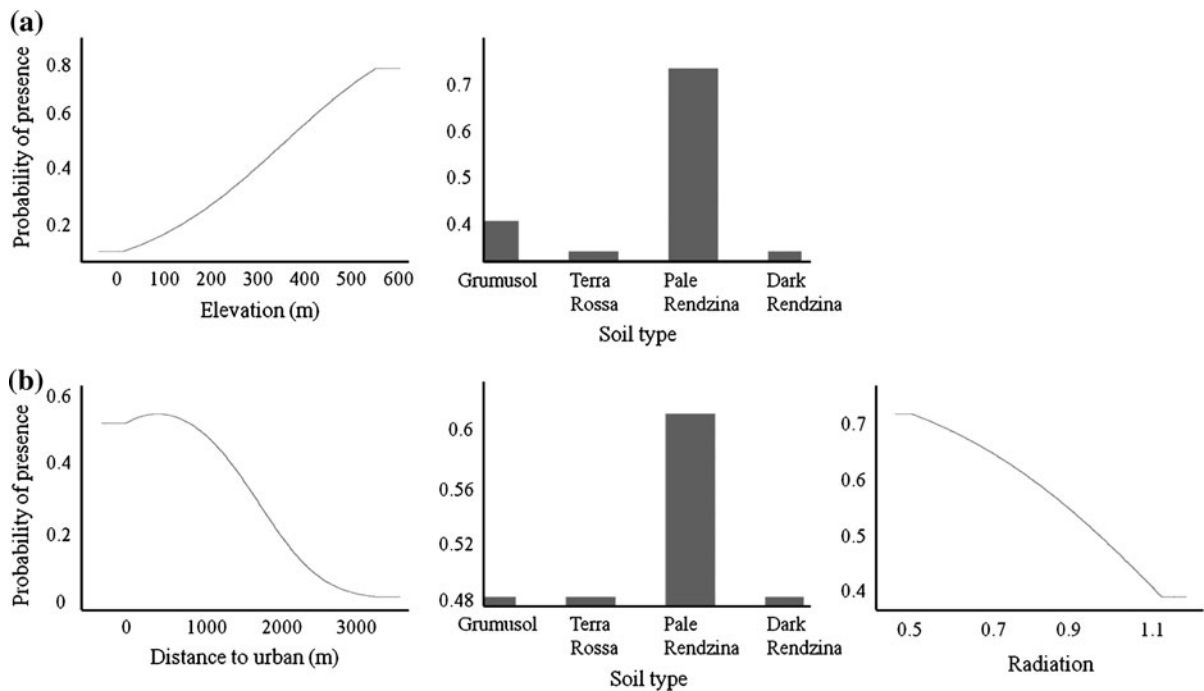 (a)
Probability of presence
0.8
0.6
0.4
0.2
0 100 200 300 400 500 600
Elevation (m)
0.7
0.6
0.5
0.4
Grumusol Terra Pale Dark
Rossa Rendzina Rendzina
Soil type
(b)
Probability of presence
0.6
0.4
0.2
0
0 1000 2000 3000
Distance to urban (m)
0.6
0.56
0.52
0.48
Grumusol Terra Pale Dark
Rossa Rendzina Rendzina
Soil type
0.7
0.6
0.5
0.4
0.5 0.7 0.9 1.1
Radiation